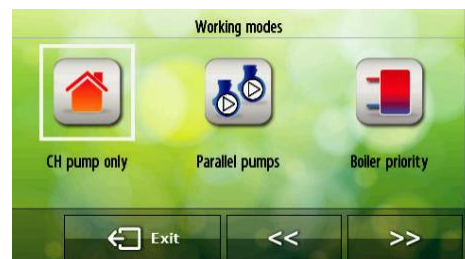 Working modes
CH pump only
Parallel pumps
Boiler priority
Exit
<<
>>